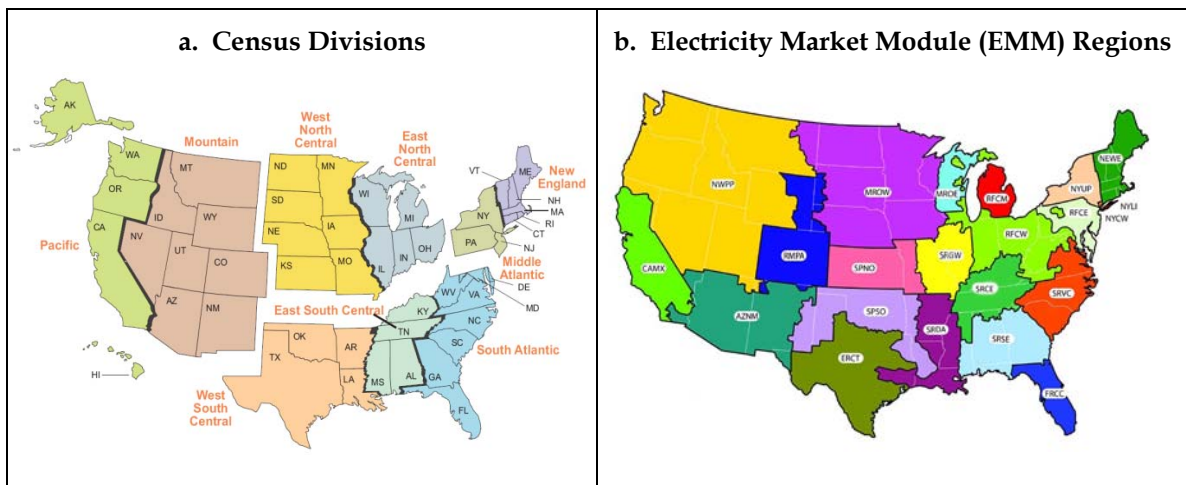 a. Census Divisions
AK
WA
OR
CA
Pacific
HI
Mountain
MT
ID
WY
NV
UT
CO
AZ
NM
West
North
Central
ND
MN
SD
IA
NE
KS
MO
East
North
Central
WI
MI
IL
IN
OH
VT
ME
New
England
NH
MA
RI
CT
NY
PA
NJ
Middle
Atlantic
DE
MD
WV
VA
NC
SC
GA
FL
South Atlantic
East South Central
KY
TN
MS
AL
OK
TX
AR
LA
West
South
Central
b. Electricity Market Module (EMM) Regions
NWPP
MROW
MROE
RFCM
NEWE
NYUP
NYLI
NYCW
RFCE
RFCW
CAMX
RMPA
SPNO
SRGW
SRCE
SRVC
AZNM
SPSO
SRDA
SRSE
ERCT
FRCC